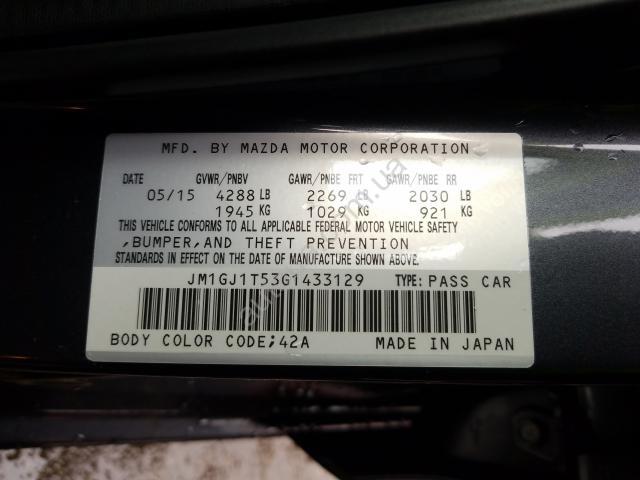 MFD. BY MAZDA MOTOR CORPORATION
DATE GVWR/PNBV GAWR/PNBE FRT GAWR/PNBE RR
05/15 4288 LB 2269 LB 2030 LB
1945 KG 1029 KG 921 KG
THIS VEHICLE CONFORMS TO ALL APPLICABLE FEDERAL MOTOR VEHICLE SAFETY
,BUMPER,AND THEFT PREVENTION
STANDARDS IN EFFECT ON THE DATE OF MANUFACTURE SHOWN ABOVE.
JM1GJ1T53G1433129 TYPE: PASS CAR
BODY COLOR CODE;42A MADE IN JAPAN